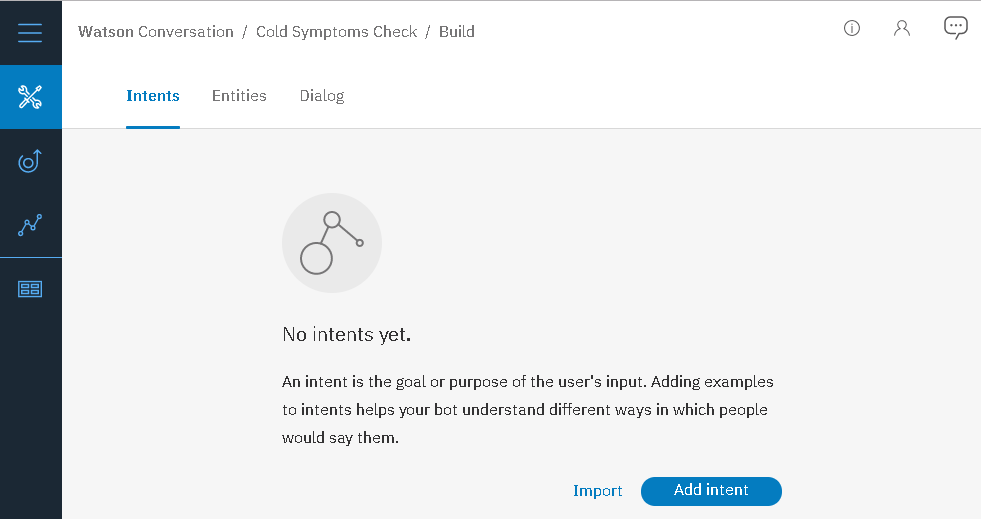 Watson Conversation / Cold Symptoms Check / Build
Intents Entities Dialog
No intents yet.
An intent is the goal or purpose of the user's input. Adding examples
to intents helps your bot understand different ways in which people
would say them.
Import Add intent